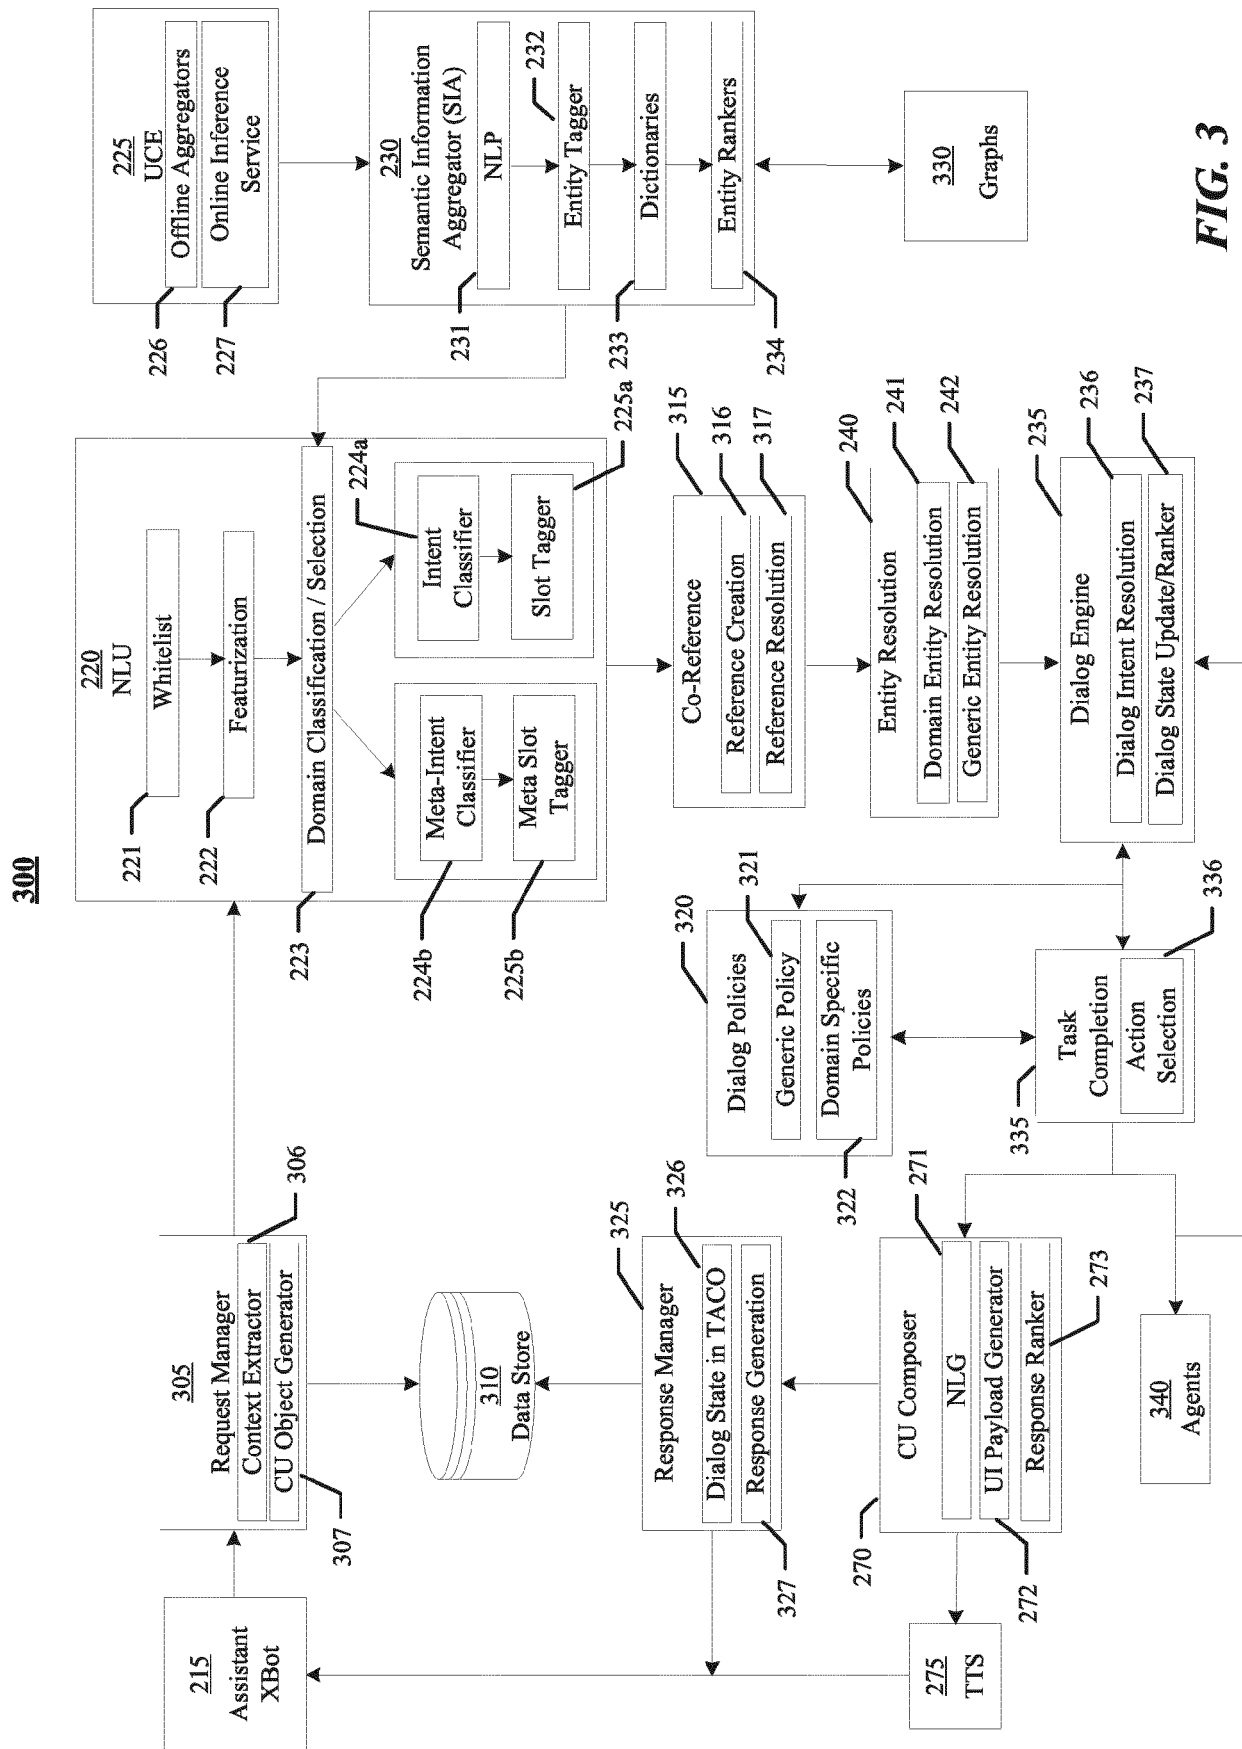 300
215
Assistant
XBot
305
Request Manager
Context Extractor
CU Object Generator
306
307
310
Data Store
220
NLU
Whitelist
221
Featurization
222
Domain Classification / Selection
223
Meta-Intent
Classifier
224b
Meta Slot
Tagger
225b
Intent
Classifier
224a
Slot Tagger
225a
225
UCE
Offline Aggregators
Online Inference
Service
226
227
230
Semantic Information
Aggregator (SIA)
NLP
231
Entity Tagger
232
Dictionaries
233
Entity Rankers
234
330
Graphs
Co-Reference
315
Reference Creation
316
Reference Resolution
317
Entity Resolution
240
Domain Entity Resolution
241
Generic Entity Resolution
242
Dialog Engine
235
Dialog Intent Resolution
236
Dialog State Update/Ranker
237
Dialog Policies
320
Generic Policy
321
Domain Specific
Policies
322
Task
Completion
335
Action
Selection
336
Response Manager
325
Dialog State in TACO
326
Response Generation
327
CU Composer
270
NLG
271
UI Payload Generator
272
Response Ranker
273
275
TTS
340
Agents
FIG. 3